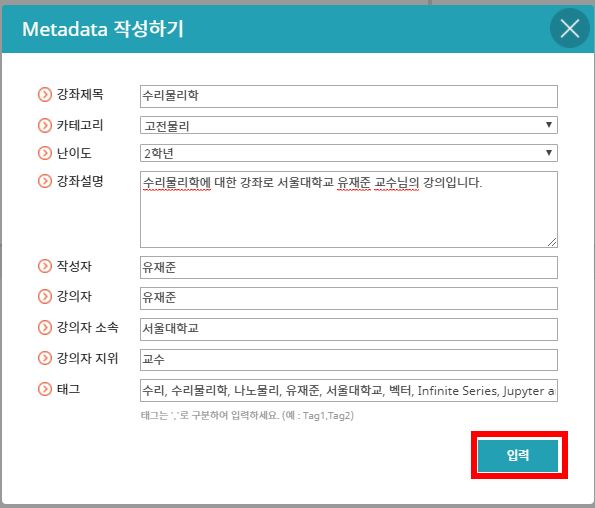 Metadata 작성하기
강좌제목 수리물리학
카테고리 고전물리
난이도 2학년
강좌설명 수리물리학에 대한 강좌로 서울대학교 유재준 교수님의 강의입니다.
작성자 유재준
강의자 유재준
강의자 소속 서울대학교
강의자 지위 교수
태그 수리, 수리물리학, 나노물리, 유재준, 서울대학교, 벡터, Infinite Series, Jupyter
태그는 ','로 구분하여 입력하세요. (예 : Tag1,Tag2)
입력